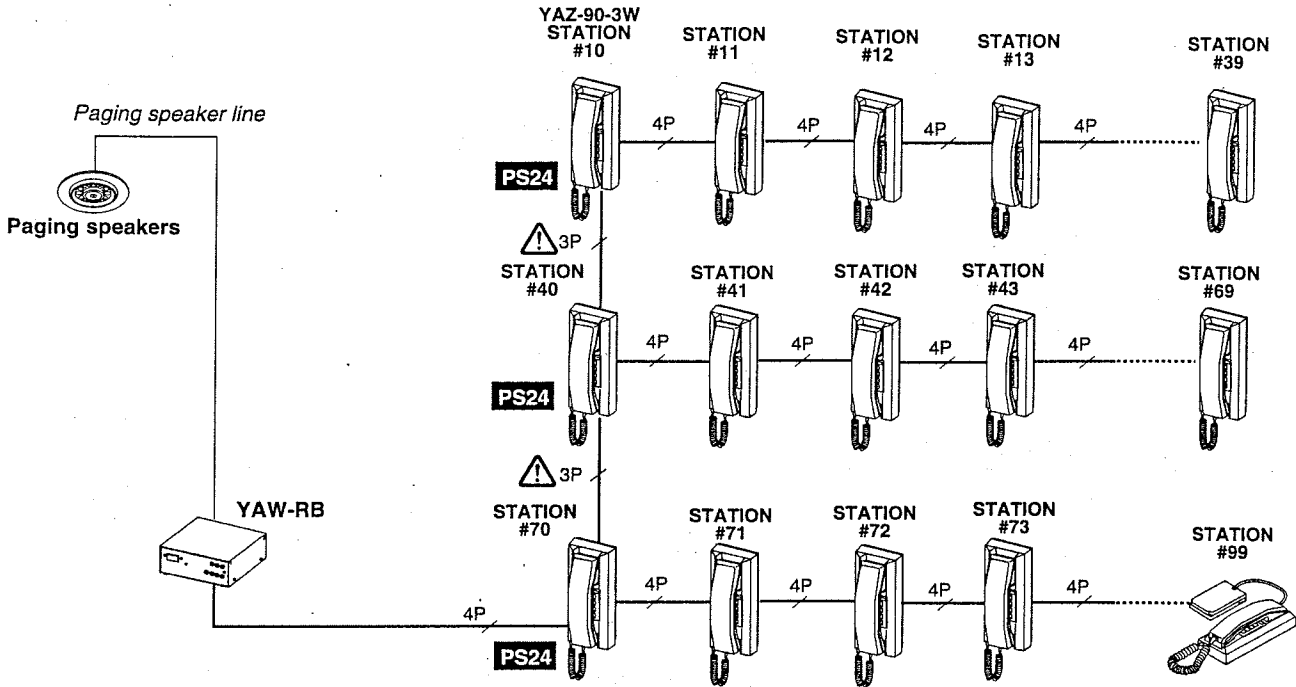 YAZ-90-3W
STATION
#10
STATION
#11
STATION
#12
STATION
#13
STATION
#39
Paging speaker line
4P
4P
4P
4P
PS24
Paging speakers
3P
STATION
#40
STATION
#41
STATION
#42
STATION
#43
STATION
#69
4P
4P
4P
4P
PS24
3P
YAW-RB
STATION
#70
STATION
#71
STATION
#72
STATION
#73
STATION
#99
4P
4P
4P
4P
4P
PS24